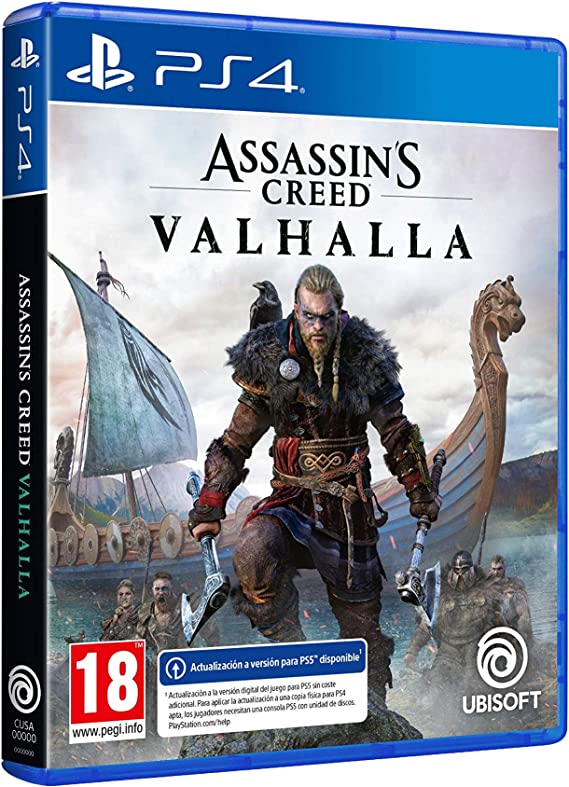 PS4
ASSASSIN'S
CREED
VALHALLA
PS4
ASSASSIN'S CREED VALHALLA
CUSA
00000
0000000
18
www.pegi.info
Actualización a versión para PS5™ disponible¹
¹ Actualización a la versión digital del juego para PS5 sin coste
adicional. Para aplicar la actualización a una copia física para PS4
apta, los jugadores necesitan una consola PS5 con unidad de discos.
PlayStation.com/help
UBISOFT